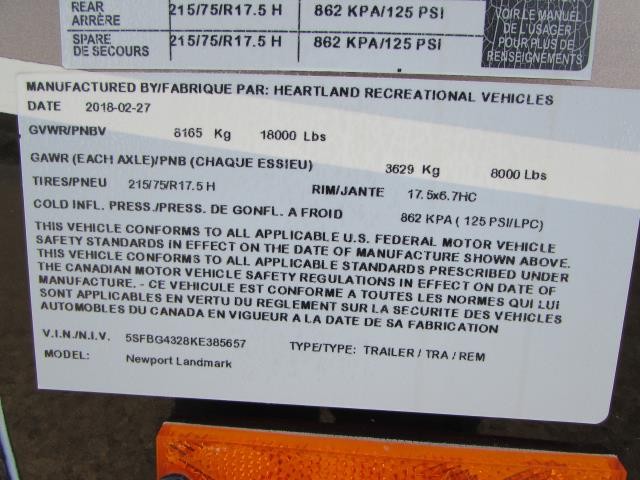 REAR 215/75/R17.5 H 862 KPA/125 PSI
ARRIÈRE
SPARE 215/75/R17.5 H 862 KPA/125 PSI
DE SECOURS
VOIR LE MANUEL
DE L'USAGER
POUR PLUS DE
RENSEIGNEMENTS
MANUFACTURED BY/FABRIQUE PAR: HEARTLAND RECREATIONAL VEHICLES
DATE 2018-02-27
GVWR/PNBV 8165 Kg 18000 Lbs
GAWR (EACH AXLE)/PNB (CHAQUE ESSIEU) 3629 Kg 8000 Lbs
TIRES/PNEU 215/75/R17.5 H RIM/JANTE 17.5x6.7HC
COLD INFL. PRESS./PRESS. DE GONFL. A FROID 862 KPA ( 125 PSI/LPC)
THIS VEHICLE CONFORMS TO ALL APPLICABLE U.S. FEDERAL MOTOR VEHICLE
SAFETY STANDARDS IN EFFECT ON THE DATE OF MANUFACTURE SHOWN ABOVE.
THIS VEHICLE CONFORMS TO ALL APPLICABLE STANDARDS PRESCRIBED UNDER
THE CANADIAN MOTOR VEHICLE SAFETY REGULATIONS IN EFFECT ON DATE OF
MANUFACTURE. - CE VEHICULE EST CONFORME A TOUTES LES NORMES QUI LUI
SONT APPLICABLES EN VERTU DU REGLEMENT SUR LA SECURITE DES VEHICLES
AUTOMOBILES DU CANADA EN VIGUEUR A LA DATE DE SA FABRICATION
V.I.N./N.I.V. 5SFBG4328KE385657 TYPE/TYPE: TRAILER / TRA / REM
MODEL: Newport Landmark